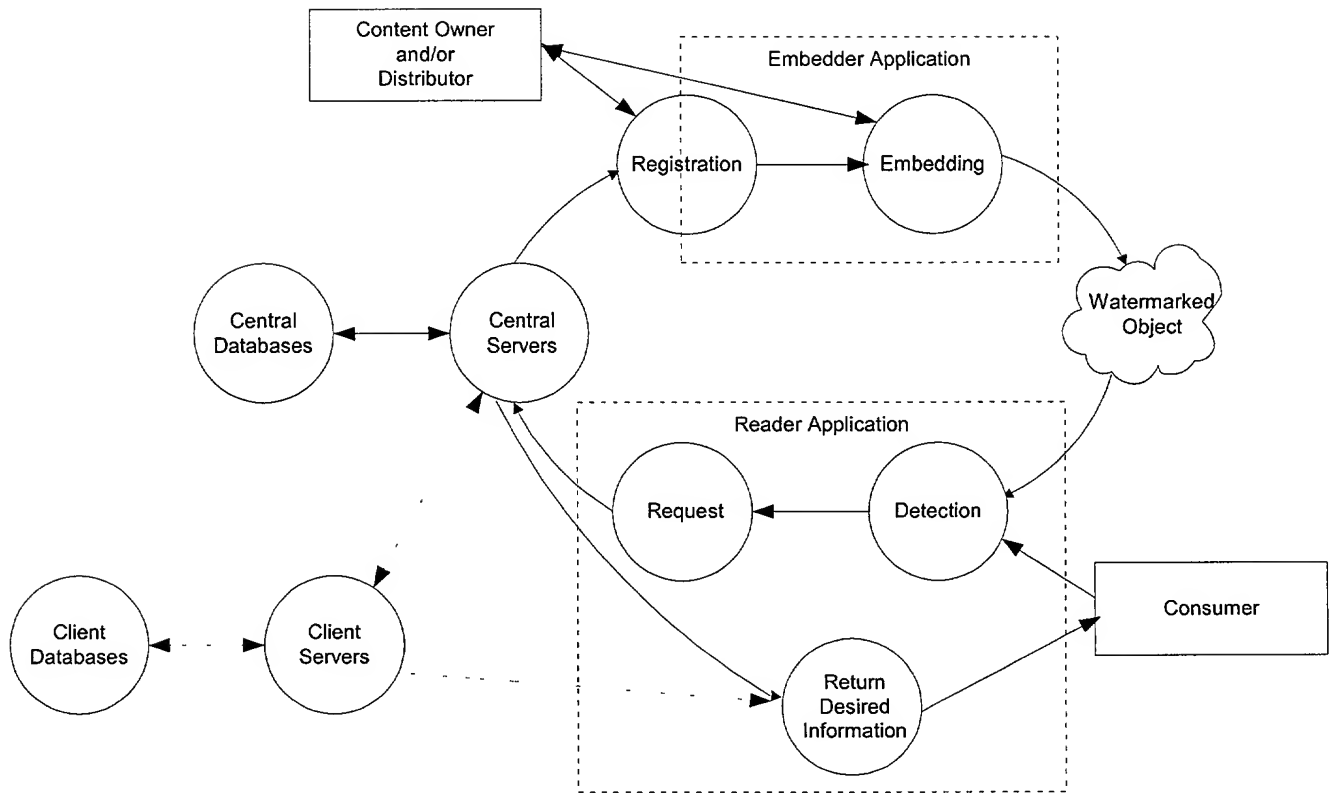 Content Owner
and/or
Distributor
Embedder Application
Registration
Embedding
Central
Databases
Central
Servers
Watermarked
Object
Reader Application
Request
Detection
Consumer
Client
Databases
Client
Servers
Return
Desired
Information